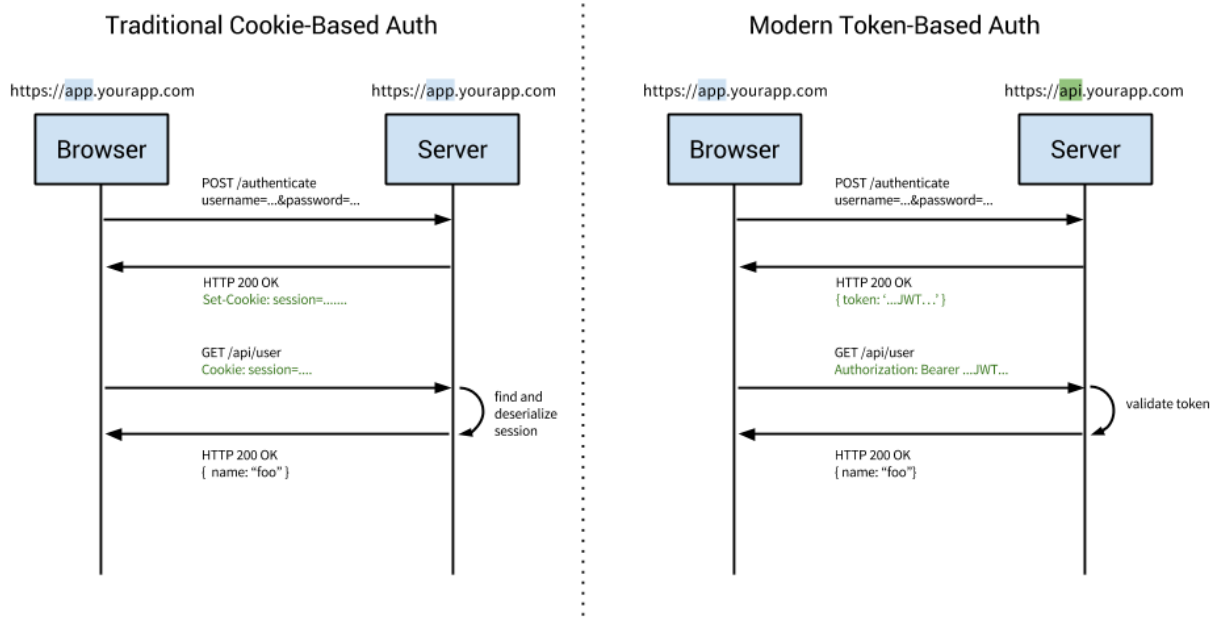 Traditional Cookie-Based Auth
https://app.yourapp.com
https://app.yourapp.com
Browser
Server
POST /authenticate
username=...&password=...
HTTP 200 OK
Set-Cookie: session=.......
GET /api/user
Cookie: session=....
find and
deserialize
session
HTTP 200 OK
{  name: “foo” }
Modern Token-Based Auth
https://app.yourapp.com
https://api.yourapp.com
Browser
Server
POST /authenticate
username=...&password=...
HTTP 200 OK
{ token: ‘...JWT...’ }
GET /api/user
Authorization: Bearer ....JWT...
validate token
HTTP 200 OK
{ name: “foo”}